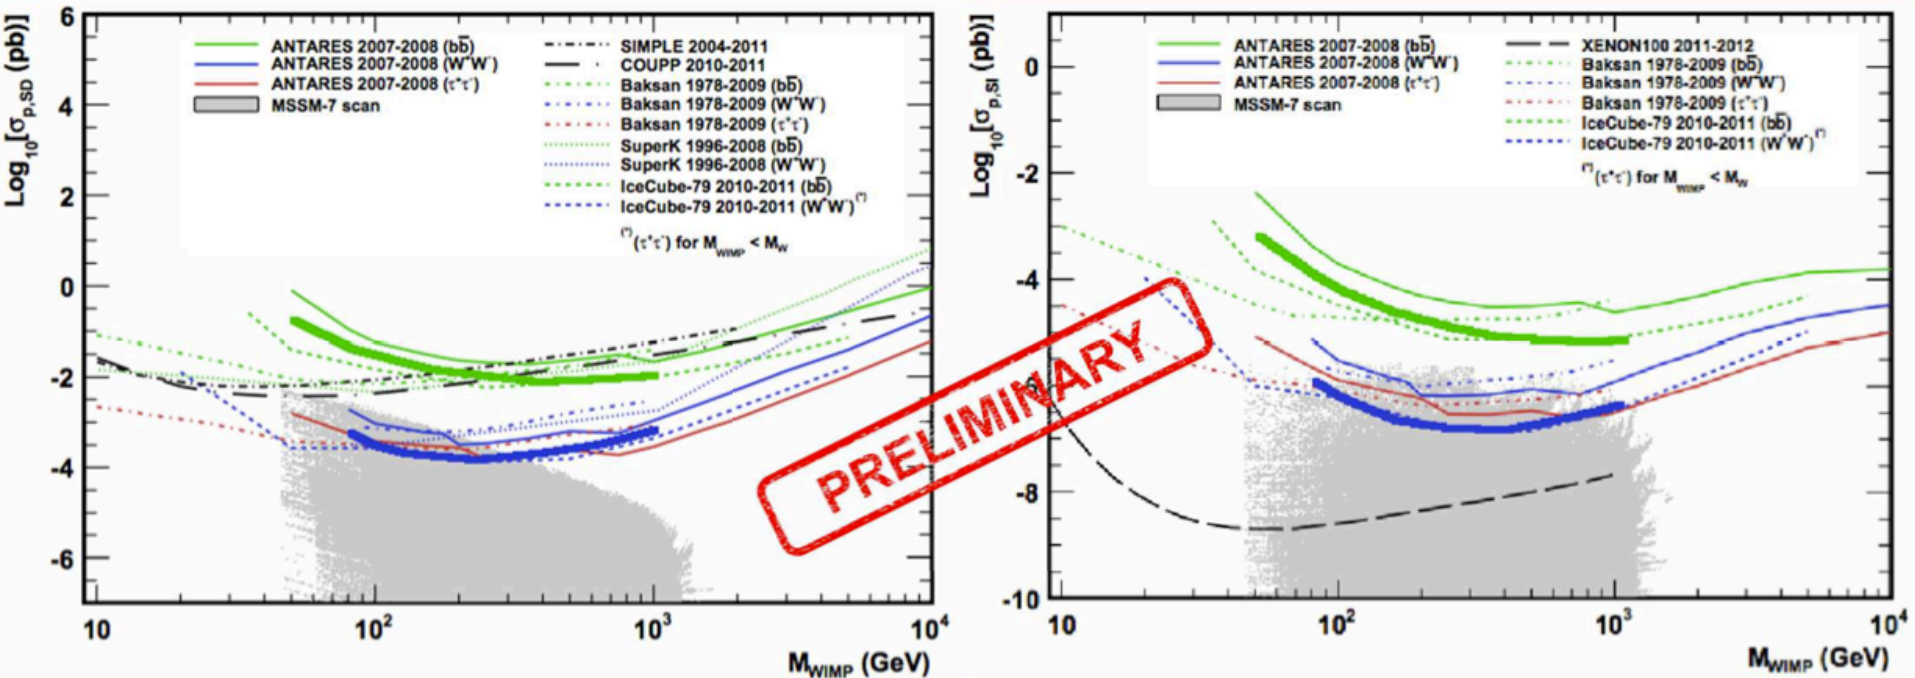 Log10[σp,SD (pb)]
6
4
2
0
-2
-4
-6
ANTARES 2007-2008 (bb̅)
ANTARES 2007-2008 (W⁺W⁻)
ANTARES 2007-2008 (τ⁺τ⁻)
MSSM-7 scan
SIMPLE 2004-2011
COUPP 2010-2011
Baksan 1978-2009 (bb̅)
Baksan 1978-2009 (W⁺W⁻)
Baksan 1978-2009 (τ⁺τ⁻)
SuperK 1996-2008 (bb̅)
SuperK 1996-2008 (W⁺W⁻)
IceCube-79 2010-2011 (bb̅)
IceCube-79 2010-2011 (W⁺W⁻)(*)
(*)(τ⁺τ⁻) for MWIMP < MW
10
10²
10³
10⁴
MWIMP (GeV)
PRELIMINARY
Log10[σp,SI (pb)]
0
-2
-4
-8
-10
ANTARES 2007-2008 (bb̅)
ANTARES 2007-2008 (W⁺W⁻)
ANTARES 2007-2008 (τ⁺τ⁻)
MSSM-7 scan
XENON100 2011-2012
Baksan 1978-2009 (bb̅)
Baksan 1978-2009 (W⁺W⁻)
Baksan 1978-2009 (τ⁺τ⁻)
IceCube-79 2010-2011 (bb̅)
IceCube-79 2010-2011 (W⁺W⁻)(*)
(*)(τ⁺τ⁻) for MWIMP < MW
10
10²
10³
10⁴
MWIMP (GeV)